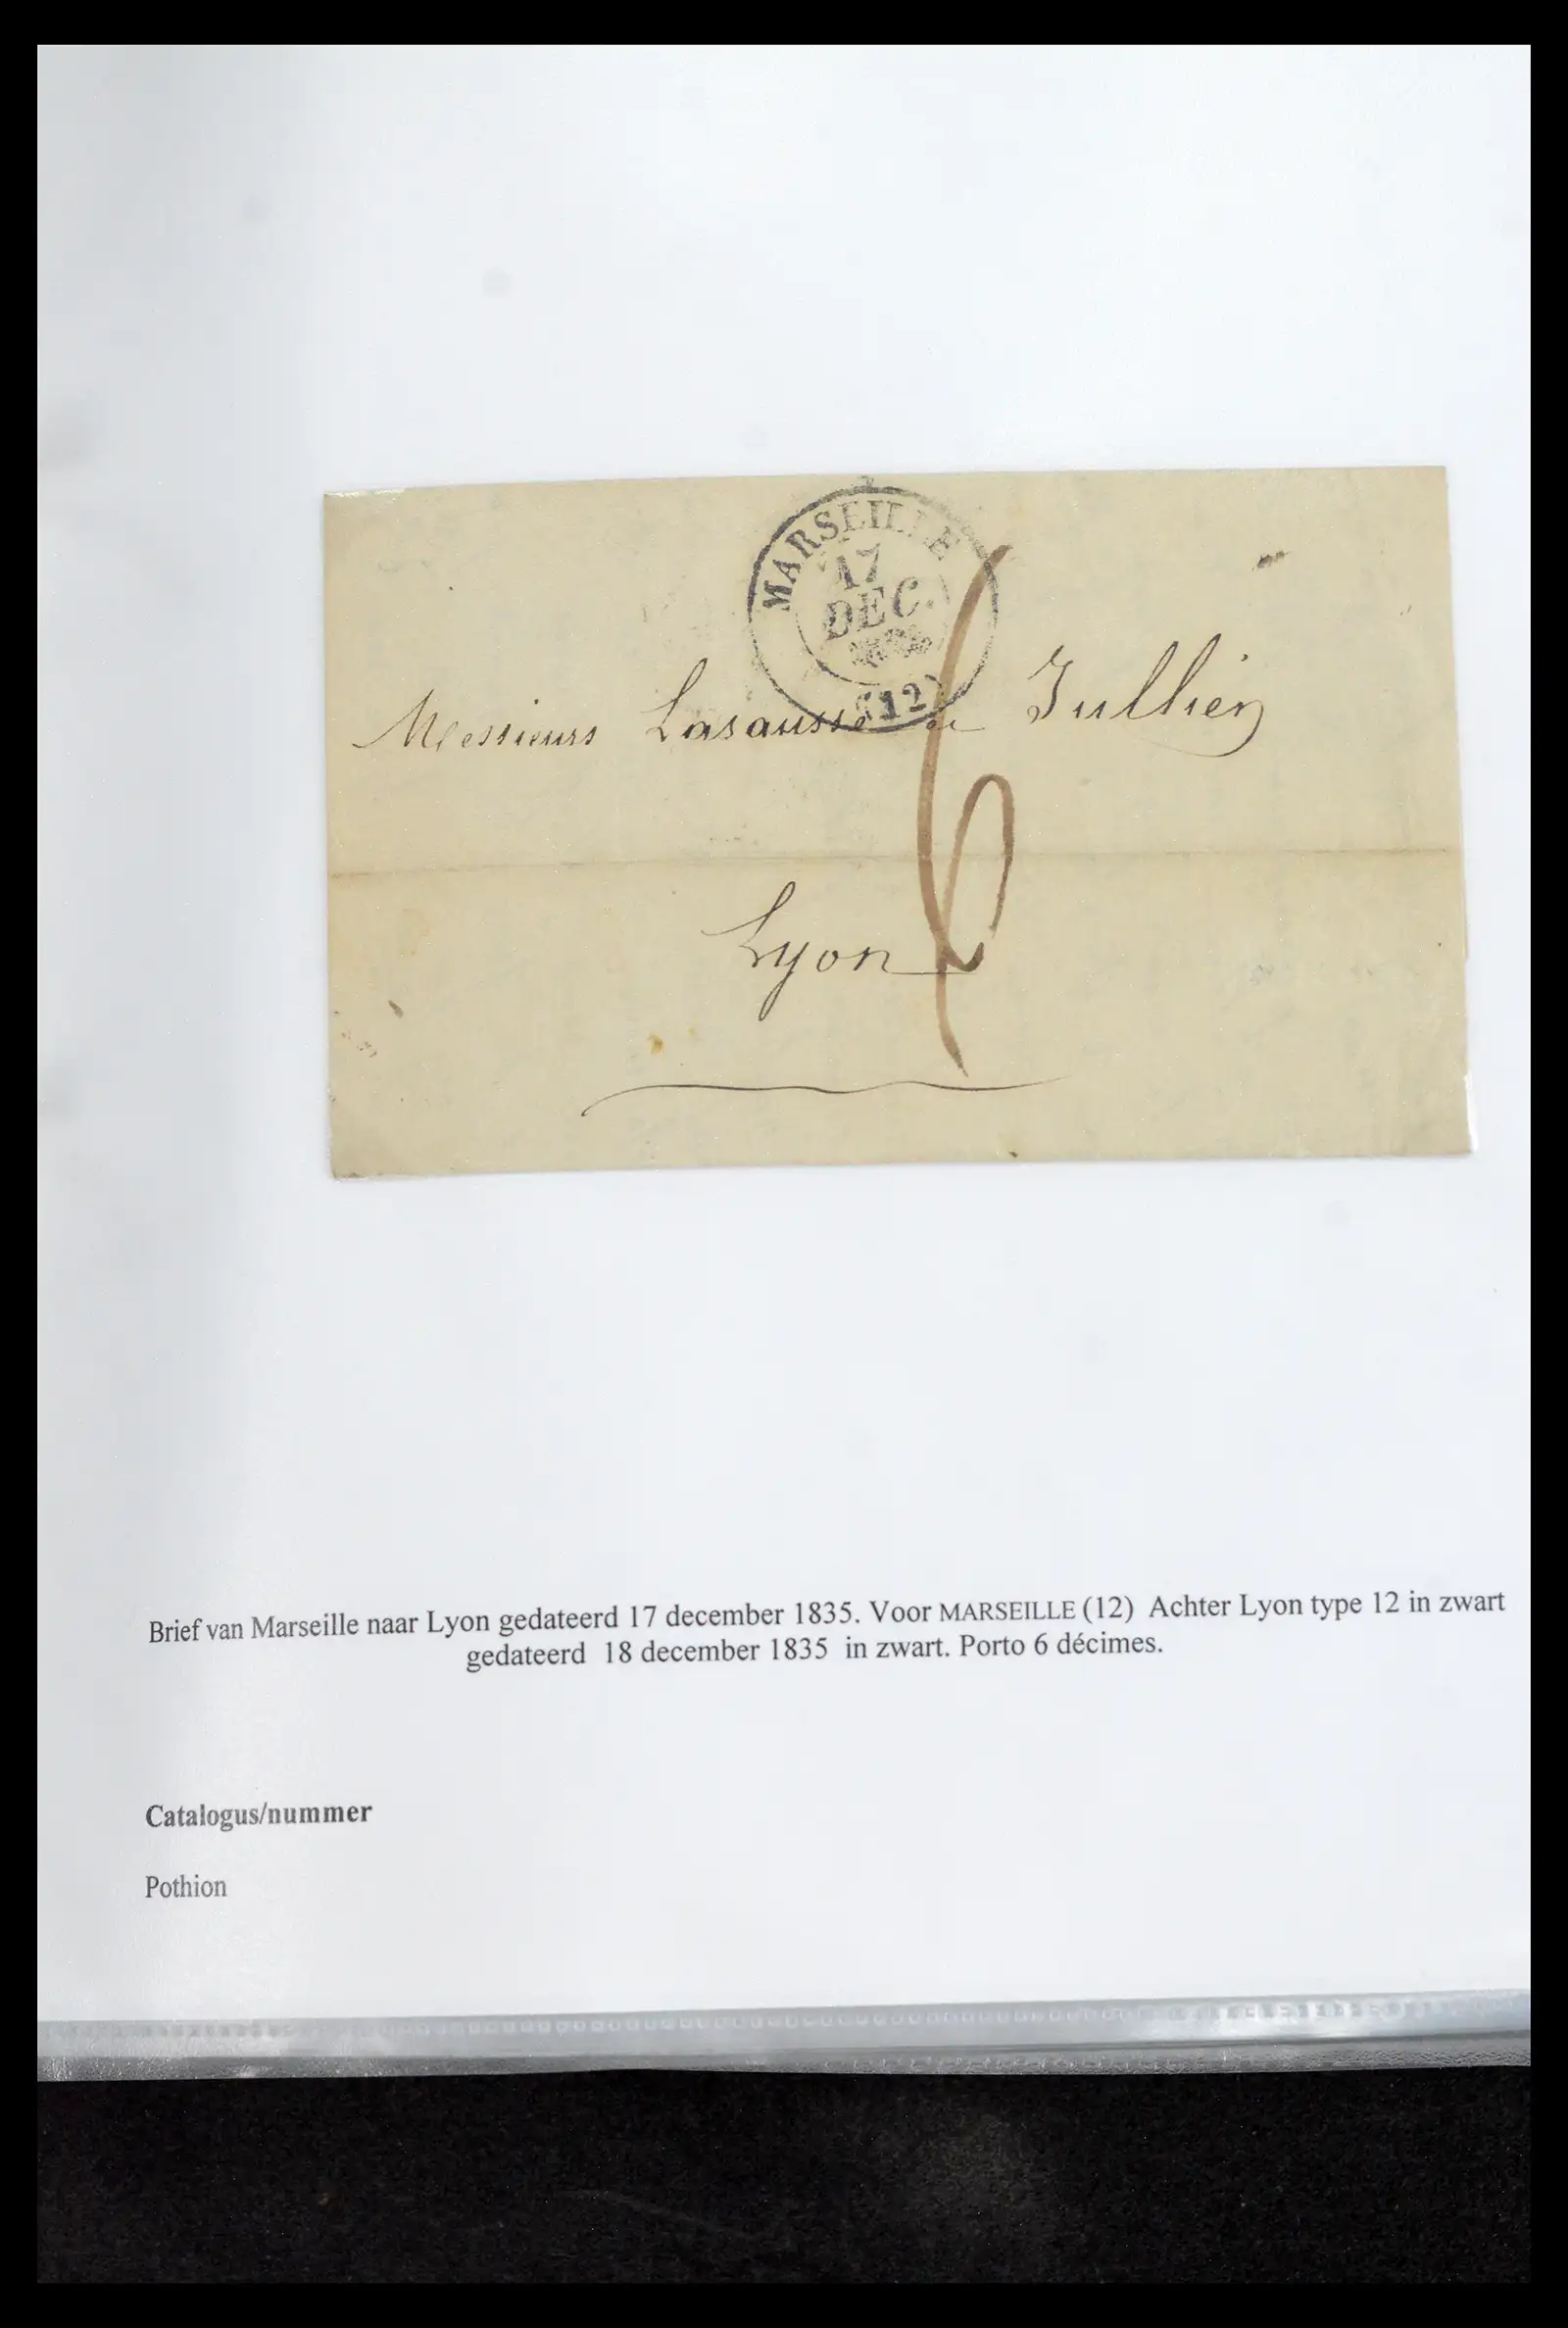 MARSEILLE
17
DEC.
(12)
Messieurs Lasausse & Jullien
6
Lyon
Brief van Marseille naar Lyon gedateerd 17 december 1835. Voor MARSEILLE (12) Achter Lyon type 12 in zwart
gedateerd 18 december 1835 in zwart. Porto 6 décimes.
Catalogus/nummer
Pothion